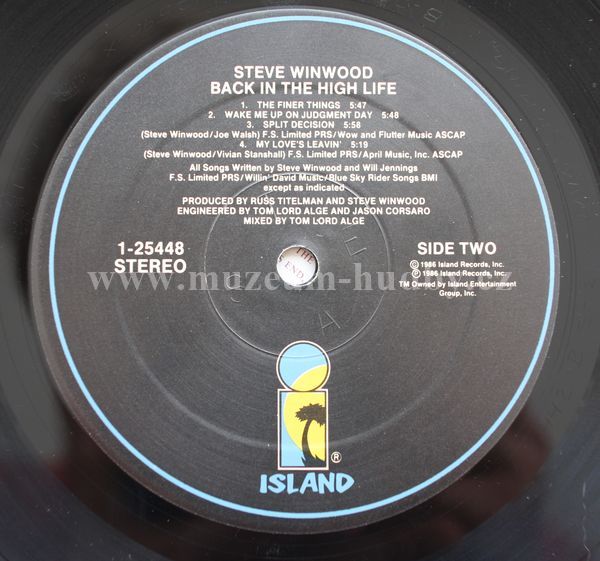 STEVE WINWOOD
BACK IN THE HIGH LIFE
1. THE FINER THINGS 5:47
2. WAKE ME UP ON JUDGMENT DAY 5:48
3. SPLIT DECISION 5:58
(Steve Winwood/Joe Walsh) F.S. Limited PRS/Wow and Flutter Music ASCAP
4. MY LOVE'S LEAVIN' 5:19
(Steve Winwood/Vivian Stanshall) F.S. Limited PRS/April Music, Inc. ASCAP
All Songs Written by Steve Winwood and Will Jennings
F.S. Limited PRS/Willin' David Music/Blue Sky Rider Songs BMI
except as indicated
PRODUCED BY RUSS TITELMAN AND STEVE WINWOOD
ENGINEERED BY TOM LORD ALGE AND JASON CORSARO
MIXED BY TOM LORD ALGE
1-25448
STEREO
SIDE TWO
© 1986 Island Records, Inc.
℗ 1986 Island Records, Inc.
TM Owned by Island Entertainment
Group, Inc.
THE
END
ISLAND ®